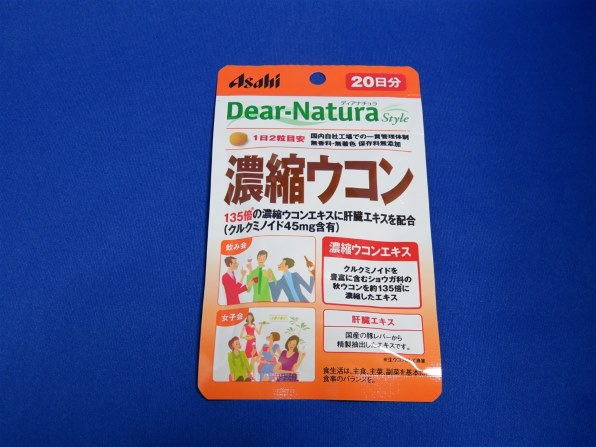 Asahi
20日分
ディアナチュラ
Dear-Natura Style
1日2粒目安
国内自社工場での一貫管理体制
無香料・無着色 保存料無添加
濃縮ウコン
135倍※の濃縮ウコンエキスに肝臓エキスを配合
(クルクミノイド45mg含有)
飲み会
濃縮ウコンエキス
クルクミノイドを
豊富に含むショウガ科の
秋ウコンを約135倍に
濃縮したエキス
女子会
肝臓エキス
国産の豚レバーから
精製抽出したエキスです。
食生活は、主食、主菜、副菜を基本に
食事のバランスを。